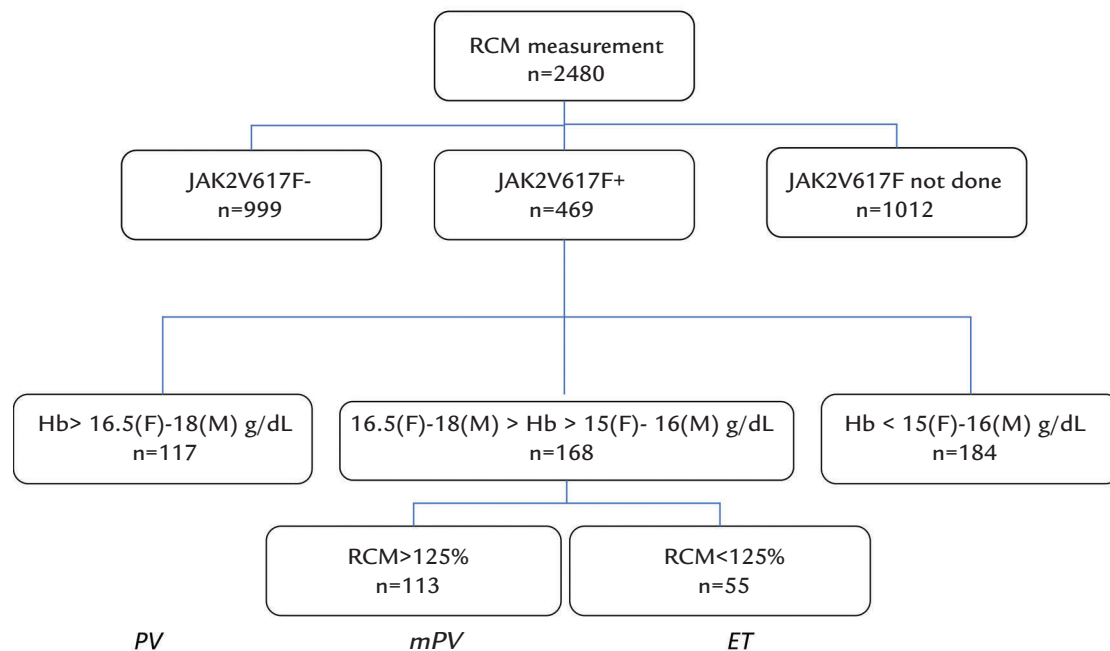 RCM measurement
n=2480
JAK2V617F-
n=999
JAK2V617F+
n=469
JAK2V617F not done
n=1012
Hb> 16.5(F)-18(M) g/dL
n=117
16.5(F)-18(M) > Hb > 15(F)- 16(M) g/dL
n=168
Hb < 15(F)-16(M) g/dL
n=184
RCM>125%
n=113
RCM<125%
n=55
PV
mPV
ET